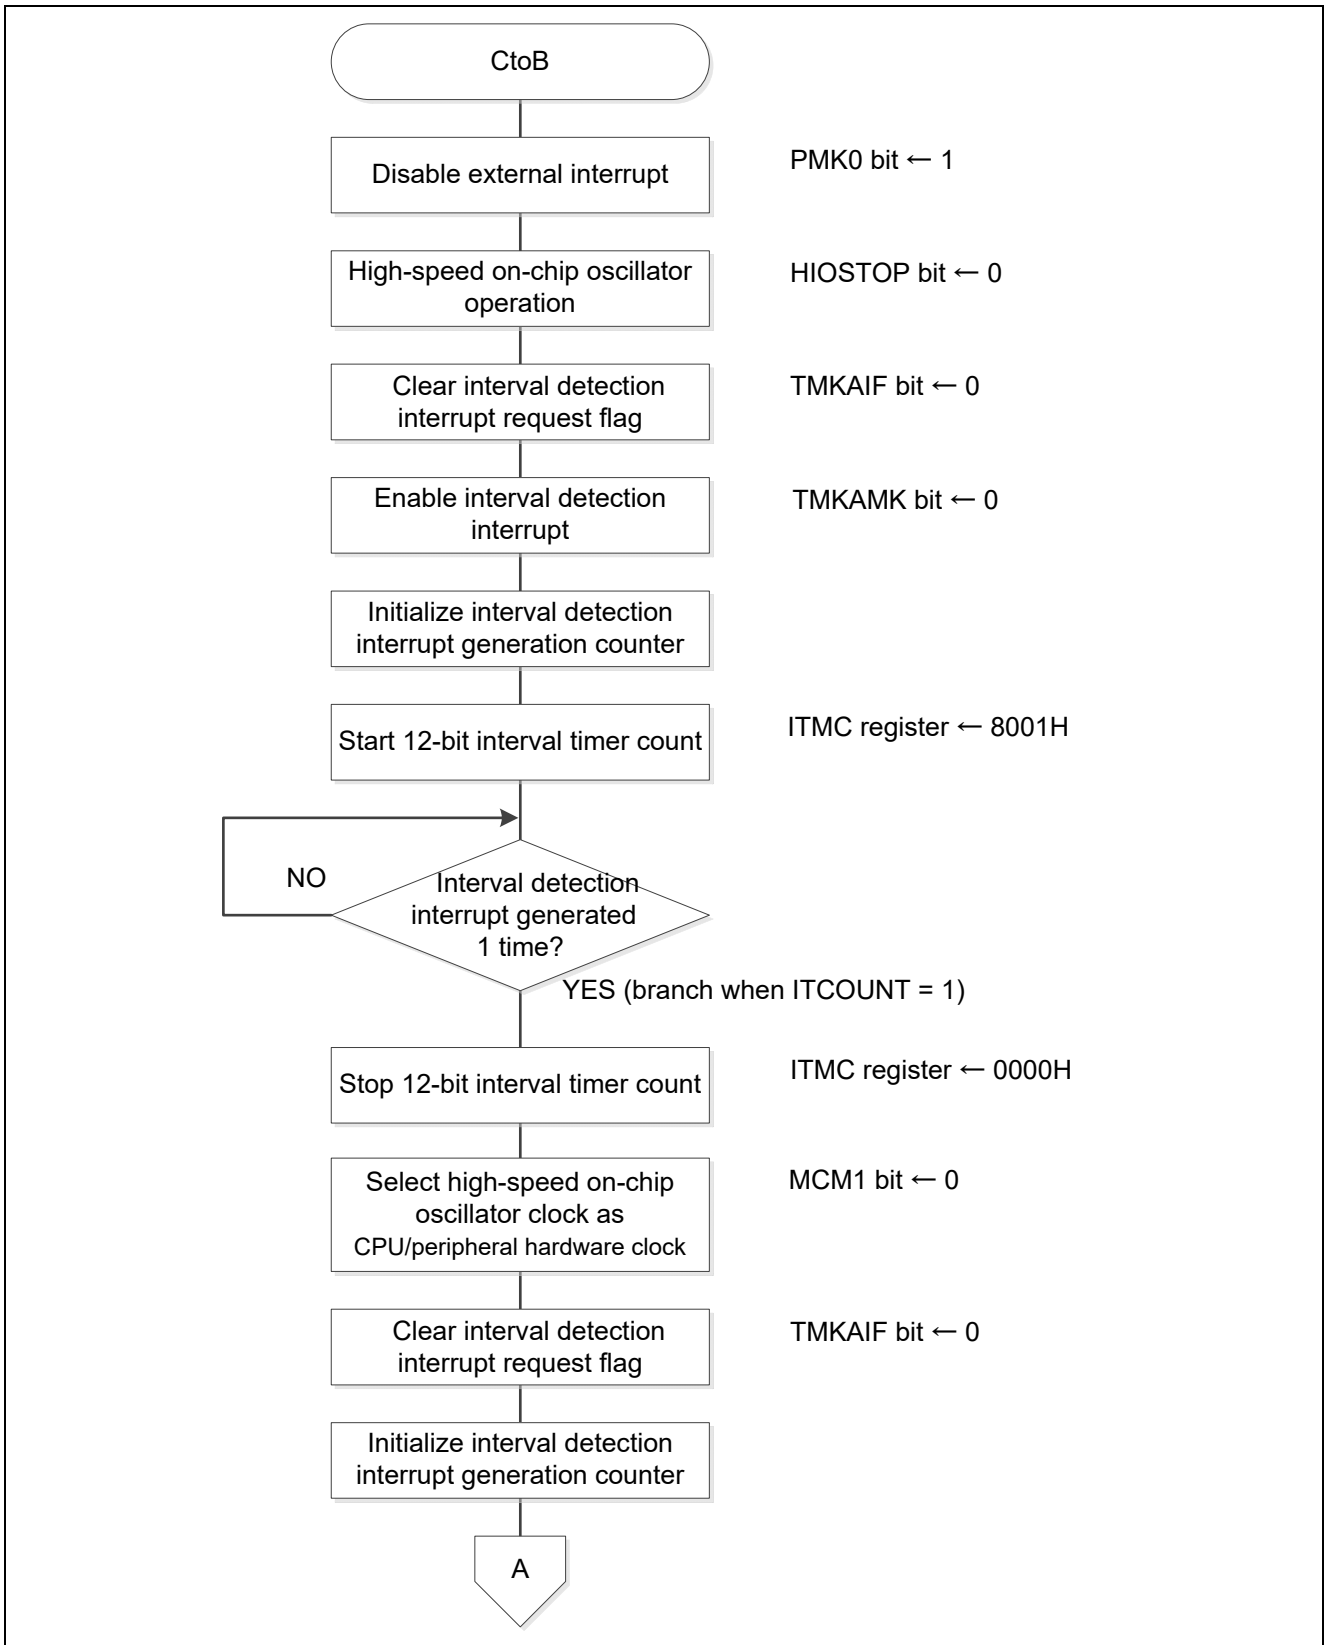 CtoB
Disable external interrupt
PMK0 bit ← 1
High-speed on-chip oscillator
operation
HIOSTOP bit ← 0
Clear interval detection
interrupt request flag
TMKAIF bit ← 0
Enable interval detection
interrupt
TMKAMK bit ← 0
Initialize interval detection
interrupt generation counter
Start 12-bit interval timer count
ITMC register ← 8001H
NO
Interval detection
interrupt generated
1 time?
YES (branch when ITCOUNT = 1)
Stop 12-bit interval timer count
ITMC register ← 0000H
Select high-speed on-chip
oscillator clock as
CPU/peripheral hardware clock
MCM1 bit ← 0
Clear interval detection
interrupt request flag
TMKAIF bit ← 0
Initialize interval detection
interrupt generation counter
A